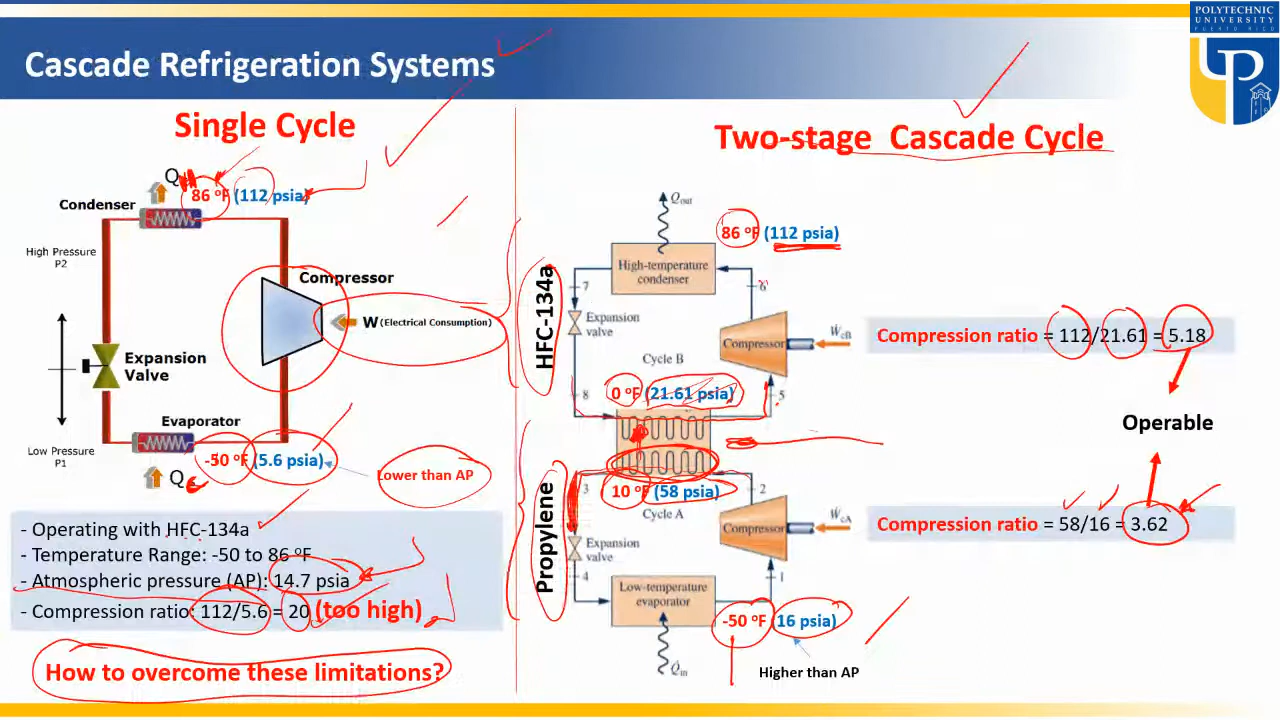 POLYTECHNIC
UNIVERSITY
PUERTO RICO
Cascade Refrigeration Systems
Single Cycle
Q
86 ºF (112 psia)
Condenser
High Pressure
P2
Compressor
W (Electrical Consumption)
Expansion
Valve
Evaporator
Low Pressure
P1
-50 ºF (5.6 psia)
Q
Lower than AP
- Operating with HFC-134a
- Temperature Range: -50 to 86 ºF
- Atmospheric pressure (AP): 14.7 psia
- Compression ratio: 112/5.6 = 20 (too high)
How to overcome these limitations?
Two-stage Cascade Cycle
Q̇out
86 ºF (112 psia)
High-temperature
condenser
7
6
HFC-134a
Expansion
valve
Compressor
ẆcB
Cycle B
8
0 ºF (21.61 psia)
5
10 ºF (58 psia)
3
2
Cycle A
Propylene
Expansion
valve
Compressor
ẆcA
4
1
Low-temperature
evaporator
-50 ºF (16 psia)
Q̇in
Higher than AP
Compression ratio = 112/21.61 = 5.18
Operable
Compression ratio = 58/16 = 3.62